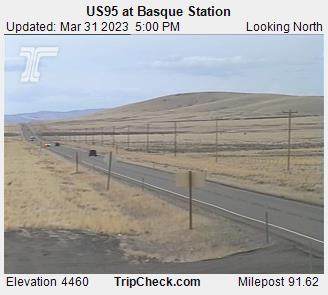 US95 at Basque Station
Updated: Mar 31 2023 5:00 PM Looking North
Elevation 4460 TripCheck.com Milepost 91.62